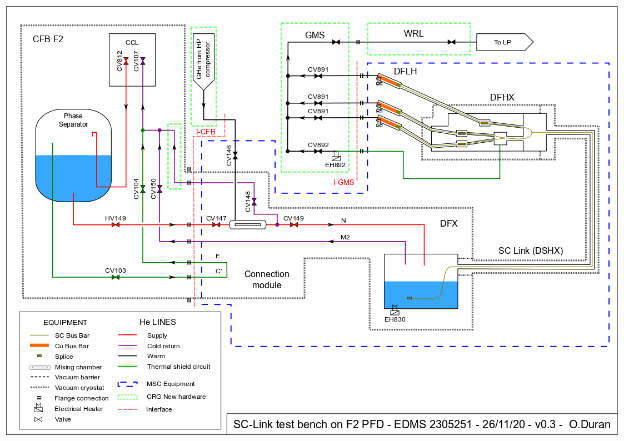 CFB F2
CCL
CV812
CV107
GHe from HP
compressor
GMS
WRL
To LP
CV891
DFLH
DFHX
Phase
Separator
CV891
CV891
I-CFB
CV892
EH892
I-GMS
CV146
CV104
CV150
CV148
HV149
CV147
CV149
N
DFX
M2
SC Link (DSHX)
E
C'
CV103
Connection
module
EH830
EQUIPMENT
SC Bus Bar
Cu Bus Bar
Splice
Mixing chamber
Vacuum barrier
Vacuum cryostat
Flange connection
Electrical Heater
Valve
He LINES
Supply
Cold return
Warm
Thermal shield circuit
MSC Equipment
CRG New hardware
Interface
SC-Link test bench on F2 PFD - EDMS 2305251 - 26/11/20 - v0.3 - O.Duran